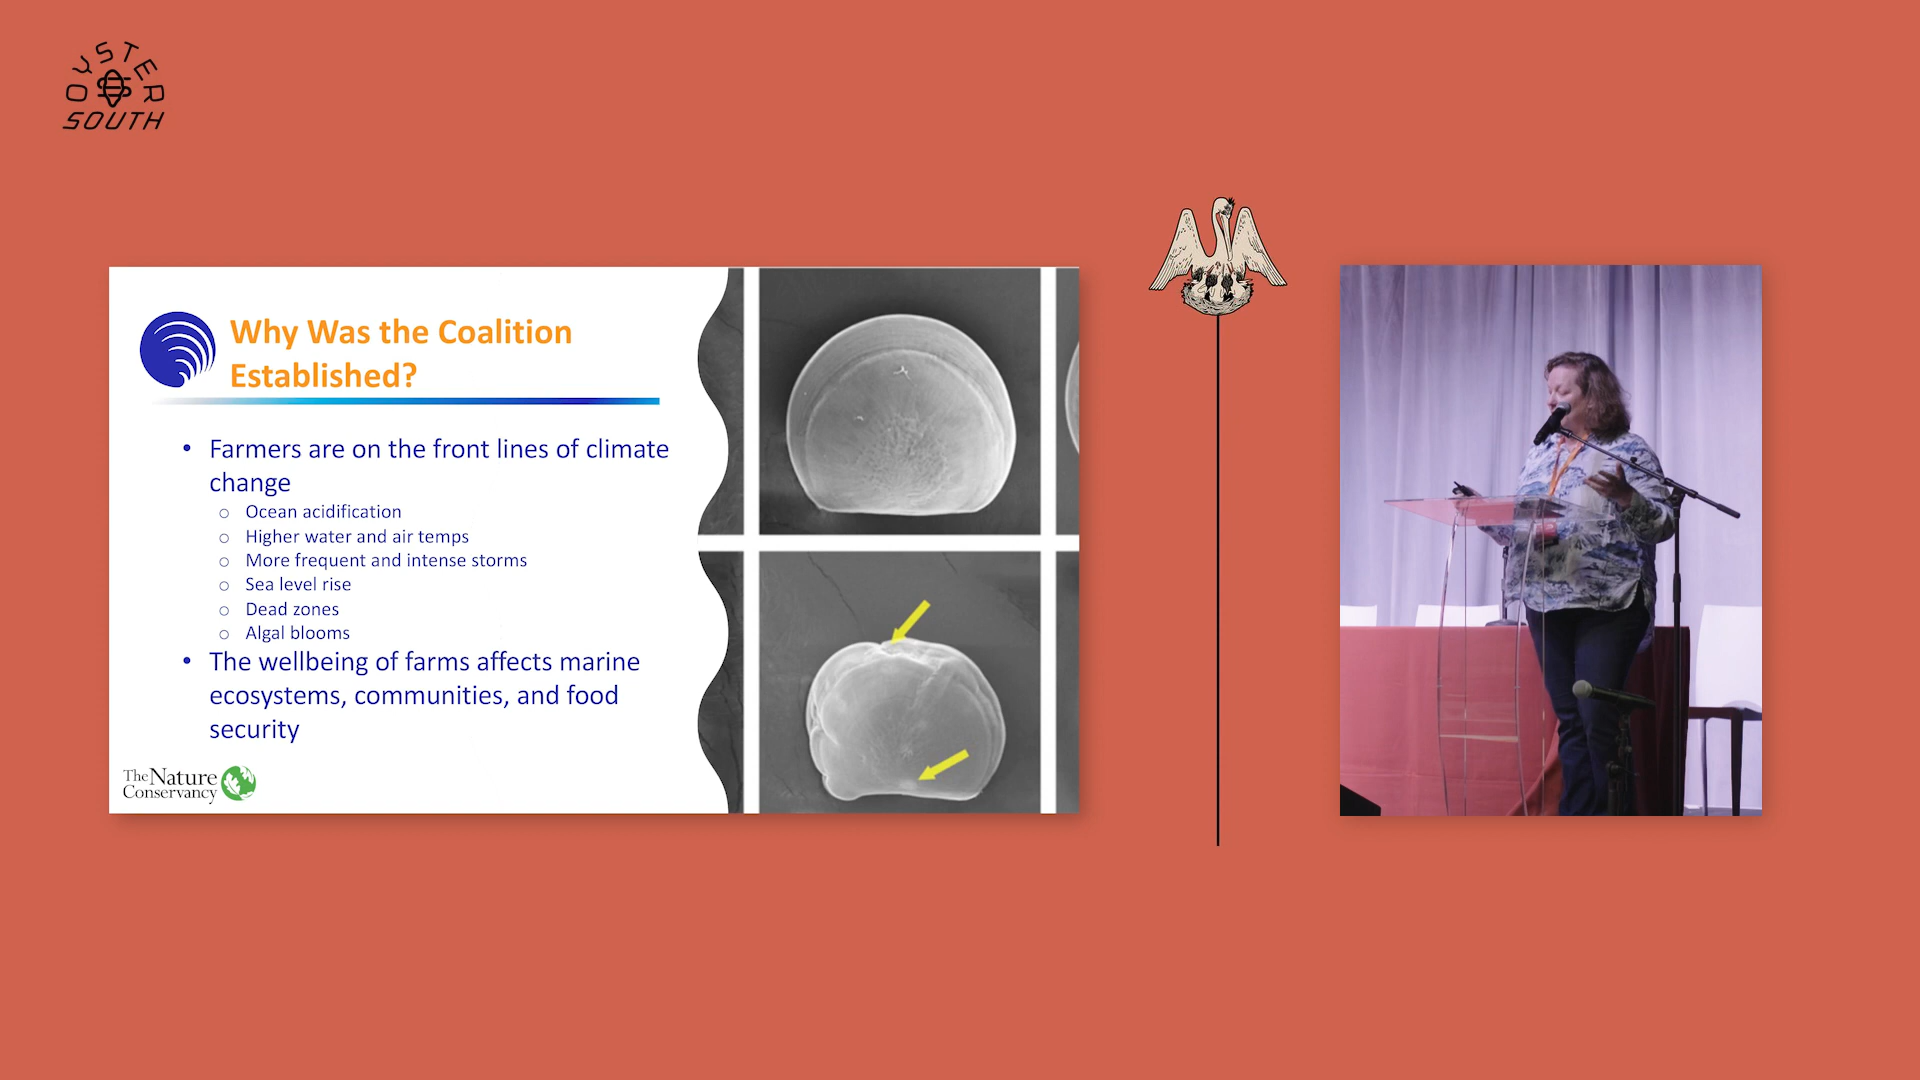 OYSTER
SOUTH
Why Was the Coalition
Established?
• Farmers are on the front lines of climate
change
o Ocean acidification
o Higher water and air temps
o More frequent and intense storms
o Sea level rise
o Dead zones
o Algal blooms
• The wellbeing of farms affects marine
ecosystems, communities, and food
security
The Nature
Conservancy